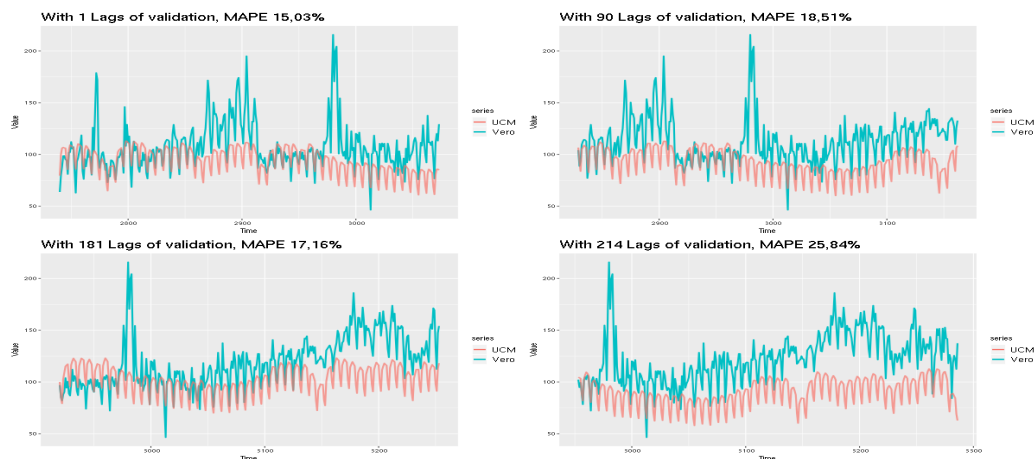 With 1 Lags of validation, MAPE 15,03%
200
150
100
50
Value
2800
2900
3000
Time
series
UCM
Vero
With 90 Lags of validation, MAPE 18,51%
200
150
100
50
Value
2900
3000
3100
Time
series
UCM
Vero
With 181 Lags of validation, MAPE 17,16%
200
150
100
50
Value
3000
3100
3200
Time
series
UCM
Vero
With 214 Lags of validation, MAPE 25,84%
200
150
100
50
Value
3000
3100
3200
3300
Time
series
UCM
Vero